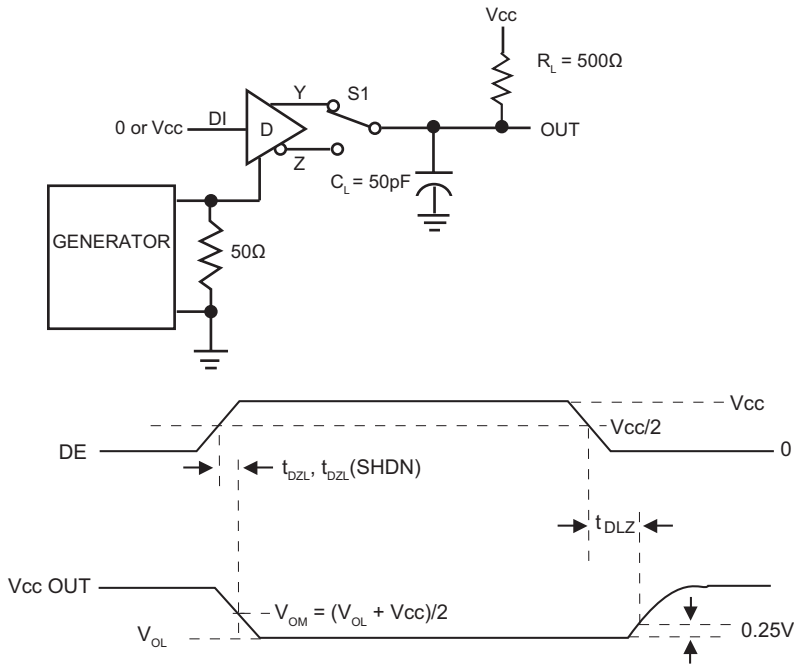 Vcc
R_L = 500Ω
Y
S1
0 or Vcc
DI
D
OUT
Z
C_L = 50pF
GENERATOR
50Ω
Vcc
Vcc/2
DE
0
t_DZL, t_DZL(SHDN)
t_DLZ
Vcc OUT
V_OM = (V_OL + Vcc)/2
0.25V
V_OL